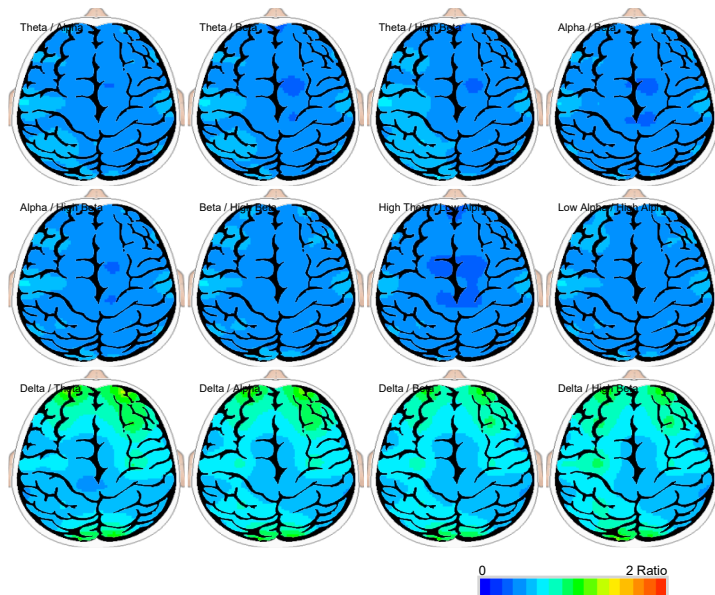 Theta / Alpha
Theta / Beta
Theta / High Beta
Alpha / Beta
Alpha / High Beta
Beta / High Beta
High Theta / Low Alpha
Low Alpha / High Alpha
Delta / Theta
Delta / Alpha
Delta / Beta
Delta / High Beta
0 2 Ratio